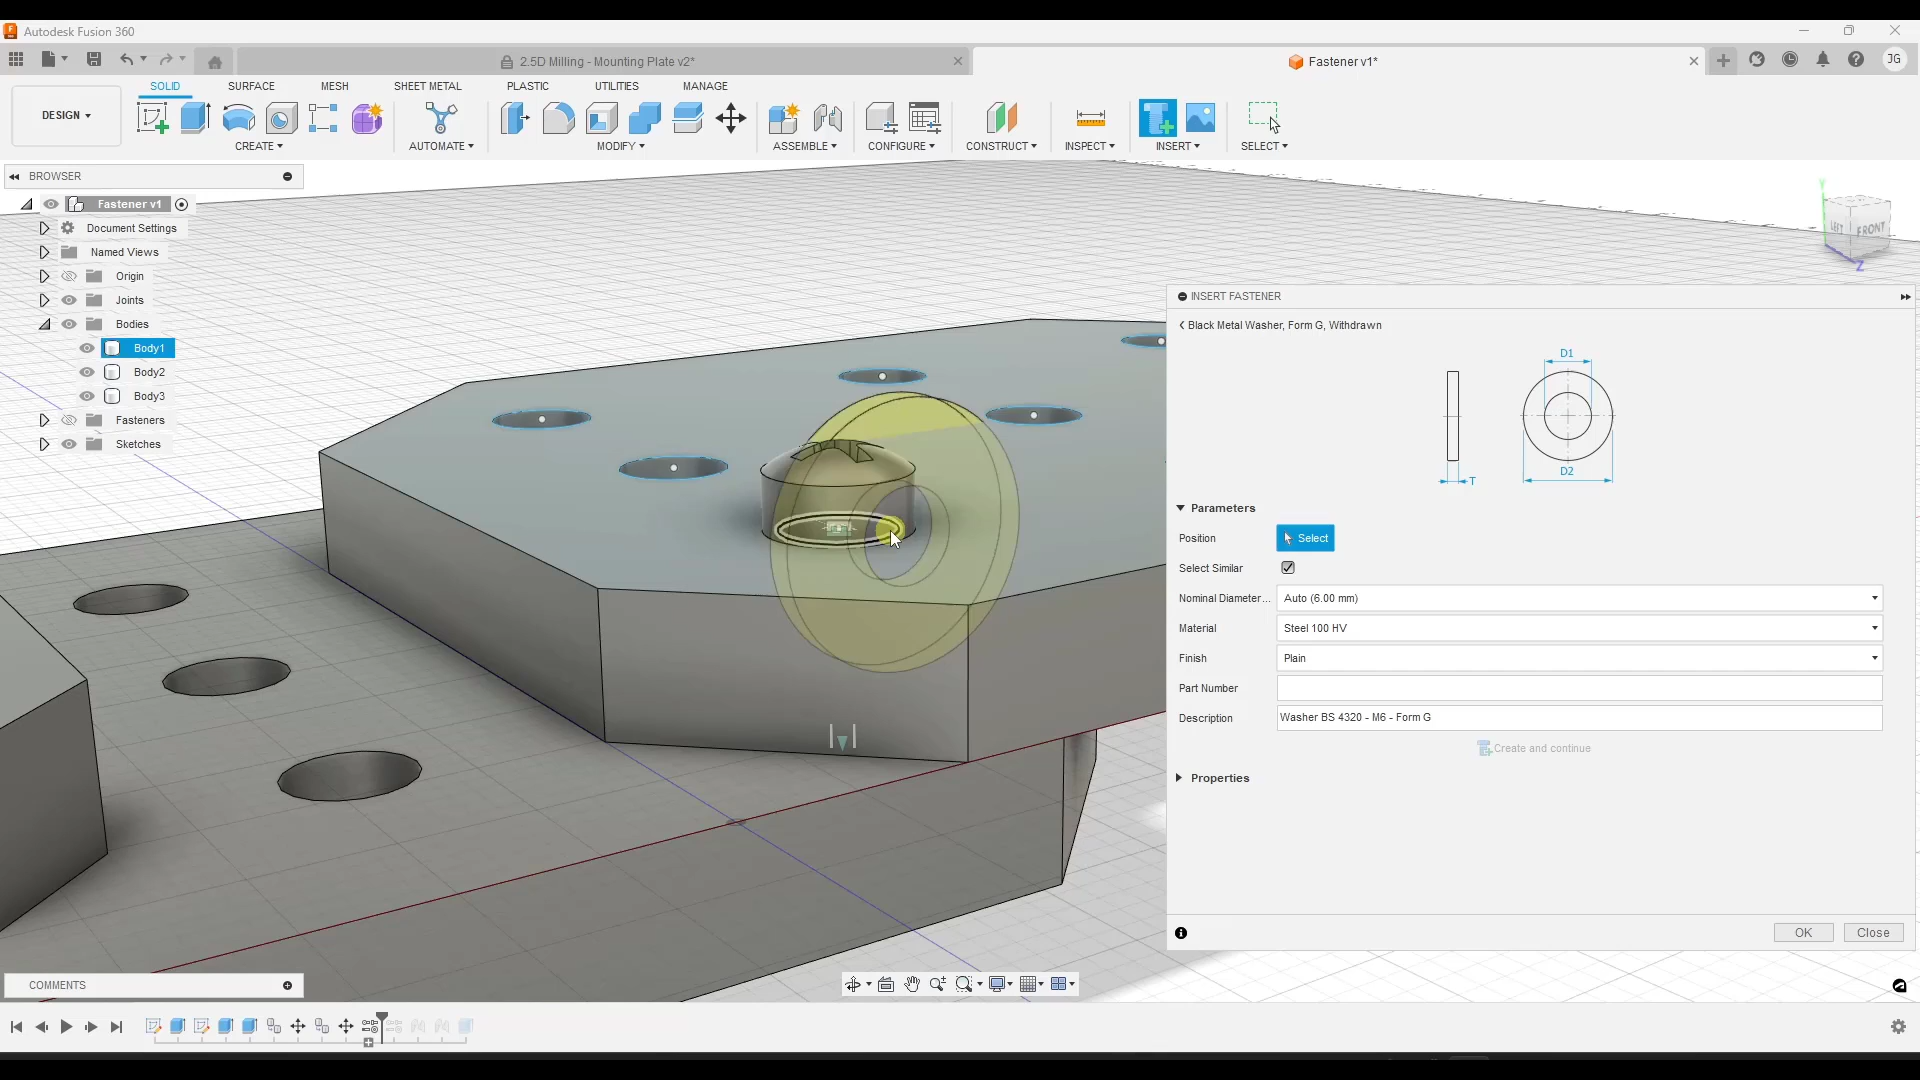 Autodesk Fusion 360
2.5D Milling - Mounting Plate v2*
Fastener v1*
JG
DESIGN
SOLID
SURFACE
MESH
SHEET METAL
PLASTIC
UTILITIES
MANAGE
CREATE
AUTOMATE
MODIFY
ASSEMBLE
CONFIGURE
CONSTRUCT
INSPECT
INSERT
SELECT
BROWSER
Fastener v1
Document Settings
Named Views
Origin
Joints
Bodies
Body1
Body2
Body3
Fasteners
Sketches
Y
LEFT
FRONT
Z
INSERT FASTENER
Black Metal Washer, Form G, Withdrawn
D1
D2
T
Parameters
Position
Select
Select Similar
Nominal Diameter...
Auto (6.00 mm)
Material
Steel 100 HV
Finish
Plain
Part Number
Description
Washer BS 4320 - M6 - Form G
Create and continue
Properties
OK
Close
COMMENTS